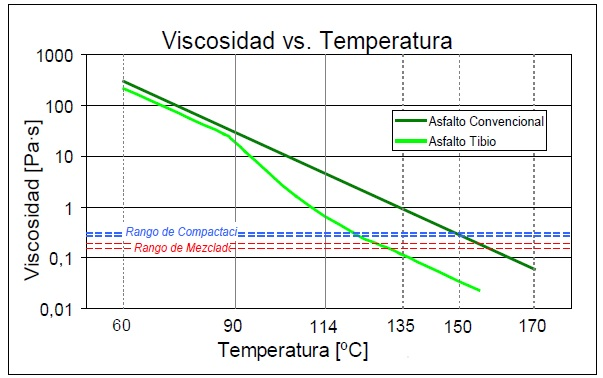 Viscosidad vs. Temperatura
1000
100
10
1
0,1
0,01
Viscosidad [Pa·s]
Asfalto Convencional
Asfalto Tibio
Rango de Compactaci
Rango de Mezclado
60 90 114 135 150 170
Temperatura [ºC]